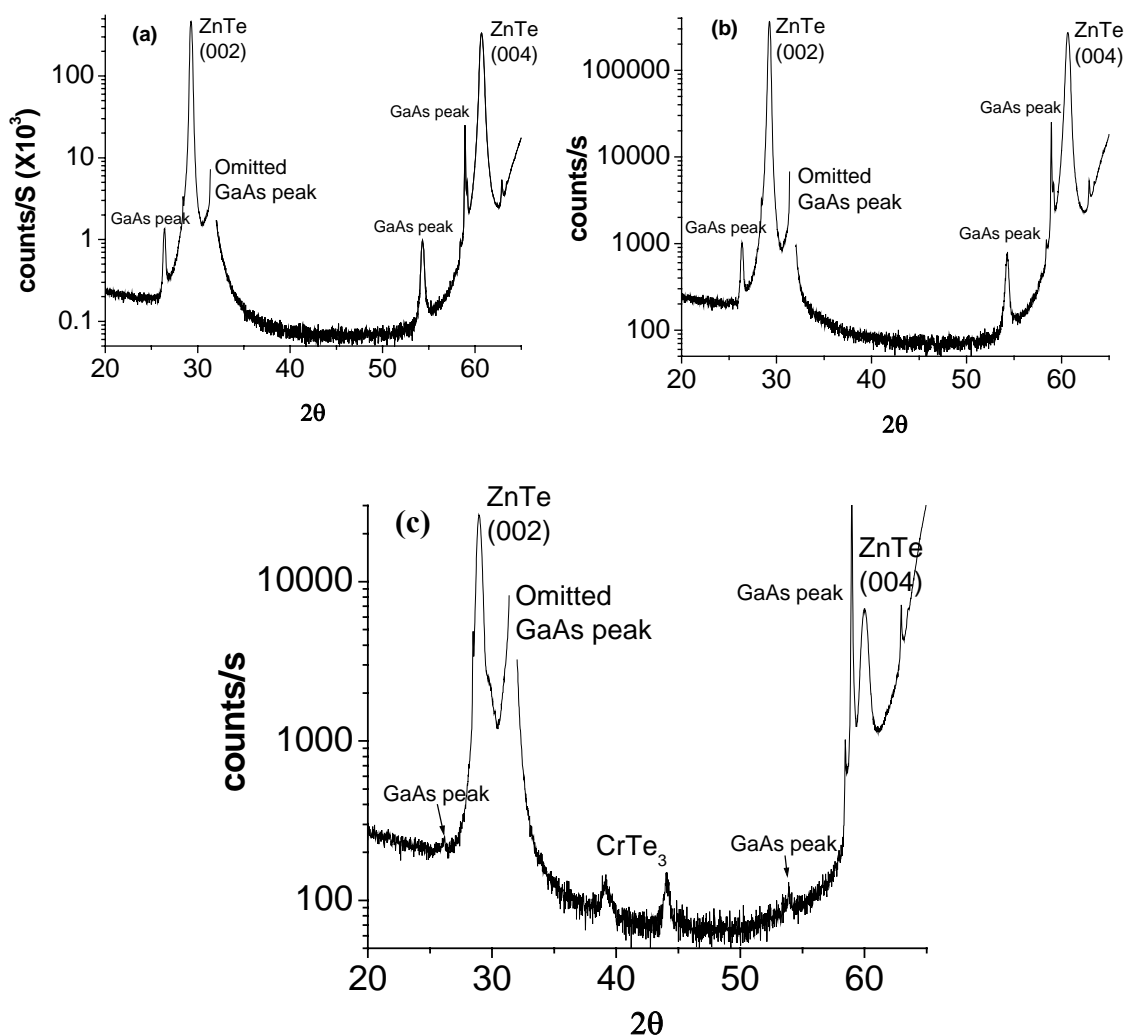 (a)
ZnTe
(002)
ZnTe
(004)
GaAs peak
Omitted
GaAs peak
GaAs peak
GaAs peak
100
10
1
0.1
counts/S (X10³)
20 30 40 50 60
2θ
(b)
ZnTe
(002)
ZnTe
(004)
GaAs peak
Omitted
GaAs peak
GaAs peak
GaAs peak
100000
10000
1000
100
counts/s
20 30 40 50 60
2θ
(c)
ZnTe
(002)
ZnTe
(004)
Omitted
GaAs peak
GaAs peak
GaAs peak
CrTe₃
GaAs peak
10000
1000
100
counts/s
20 30 40 50 60
2θ